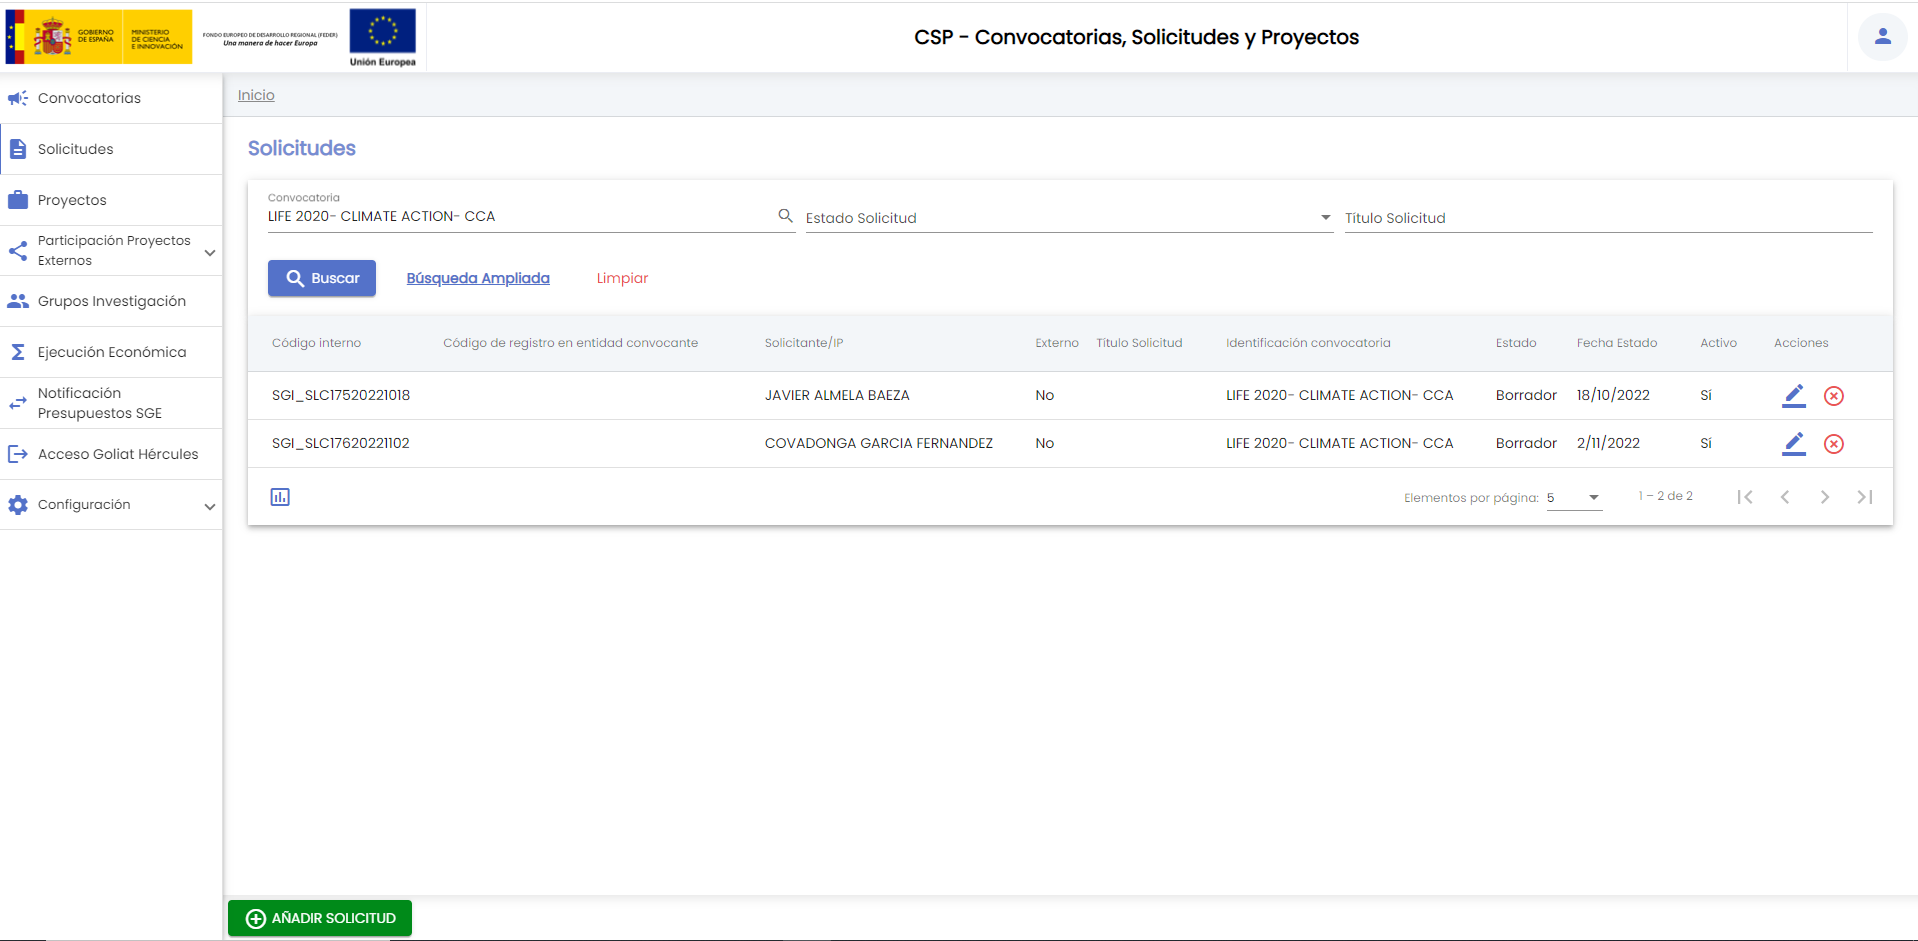 GOBIERNO
DE ESPAÑA
MINISTERIO
DE CIENCIA
E INNOVACIÓN
FONDO EUROPEO DE DESARROLLO REGIONAL (FEDER)
Una manera de hacer Europa
Unión Europea
CSP - Convocatorias, Solicitudes y Proyectos
Convocatorias
Solicitudes
Proyectos
Participación Proyectos
Externos
Grupos Investigación
Ejecución Económica
Notificación
Presupuestos SGE
Acceso Goliat Hércules
Configuración
Inicio
Solicitudes
Convocatoria
LIFE 2020- CLIMATE ACTION- CCA
Estado Solicitud
Título Solicitud
Buscar
Búsqueda Ampliada
Limpiar
Código interno Código de registro en entidad convocante Solicitante/IP Externo Título Solicitud Identificación convocatoria Estado Fecha Estado Activo Acciones
SGI_SLC17520221018 JAVIER ALMELA BAEZA No LIFE 2020- CLIMATE ACTION- CCA Borrador 18/10/2022 Sí
SGI_SLC17620221102 COVADONGA GARCIA FERNANDEZ No LIFE 2020- CLIMATE ACTION- CCA Borrador 2/11/2022 Sí
Elementos por página: 5 1 – 2 de 2
AÑADIR SOLICITUD